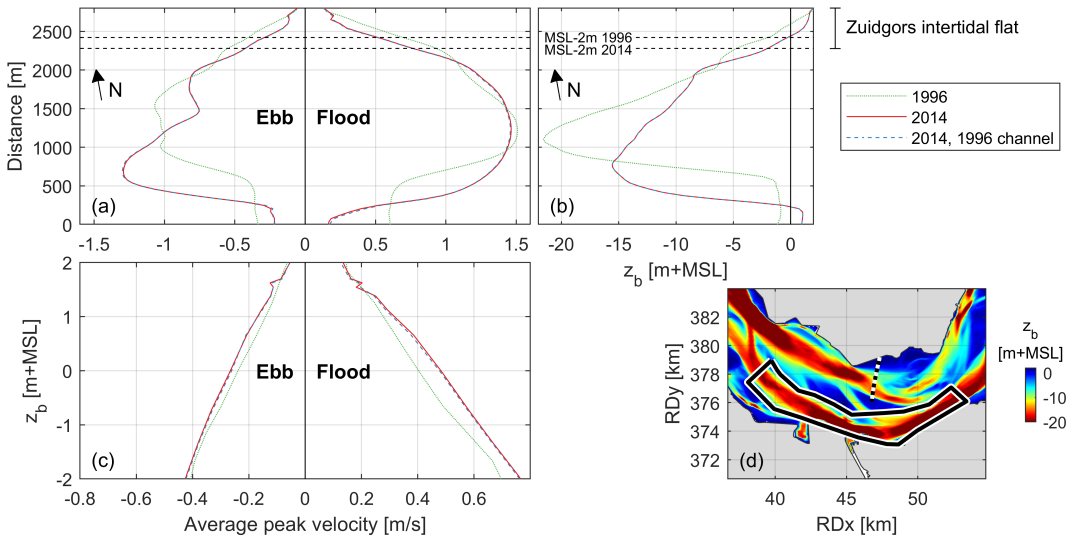 2500
2000
1500
1000
500
0
Distance [m]
N
Ebb Flood
(a)
-1.5 -1 -0.5 0 0.5 1 1.5
MSL-2m 1996
MSL-2m 2014
N
(b)
-20 -15 -10 -5 0
z_b [m+MSL]
Zuidgors intertidal flat
1996
2014
2014, 1996 channel
2
1
0
-1
-2
z_b [m+MSL]
Ebb Flood
(c)
-0.8 -0.6 -0.4 -0.2 0 0.2 0.4 0.6
Average peak velocity [m/s]
382
380
378
376
374
372
RDy [km]
(d)
40 45 50
RDx [km]
z_b
[m+MSL]
0
-10
-20